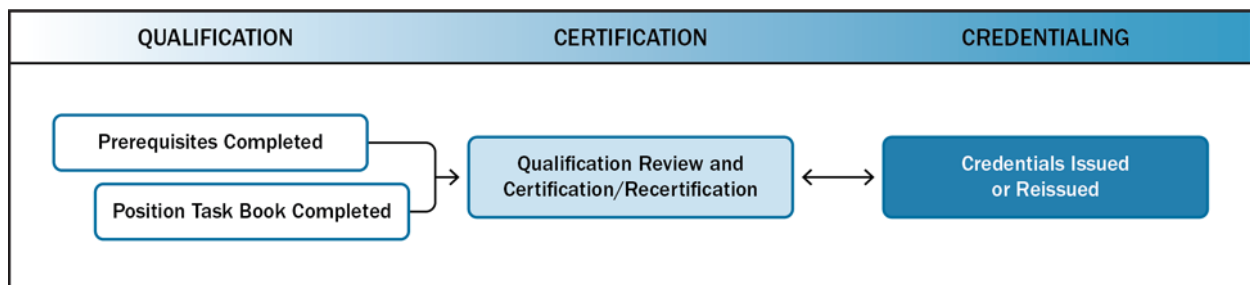 QUALIFICATION
CERTIFICATION
CREDENTIALING
Prerequisites Completed
Position Task Book Completed
Qualification Review and
Certification/Recertification
Credentials Issued
or Reissued